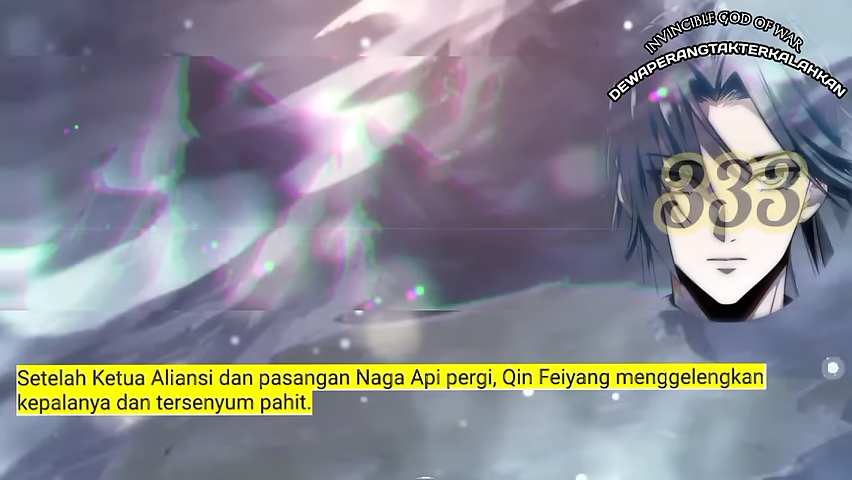 INVINCIBLE GOD OF WAR
DEWAPERANGTAKTERKALAHKAN
333
Setelah Ketua Aliansi dan pasangan Naga Api pergi, Qin Feiyang menggelengkan
kepalanya dan tersenyum pahit.